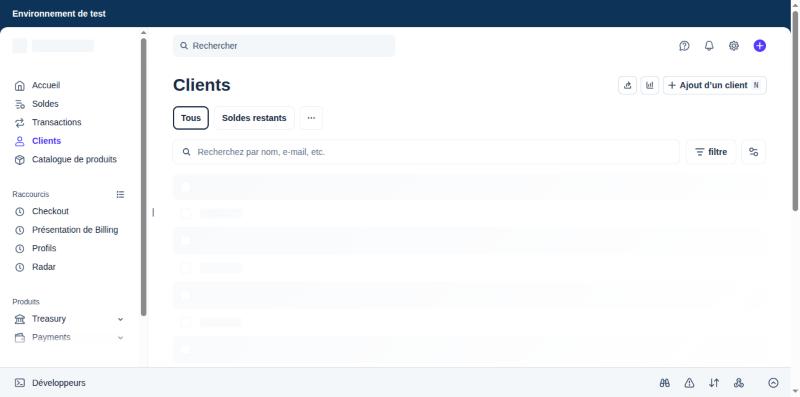 Environnement de test
Rechercher
Accueil
Soldes
Transactions
Clients
Catalogue de produits
Raccourcis
Checkout
Présentation de Billing
Profils
Radar
Produits
Treasury
Payments
Clients
Ajout d’un client N
Tous
Soldes restants
Recherchez par nom, e-mail, etc.
filtre
Développeurs